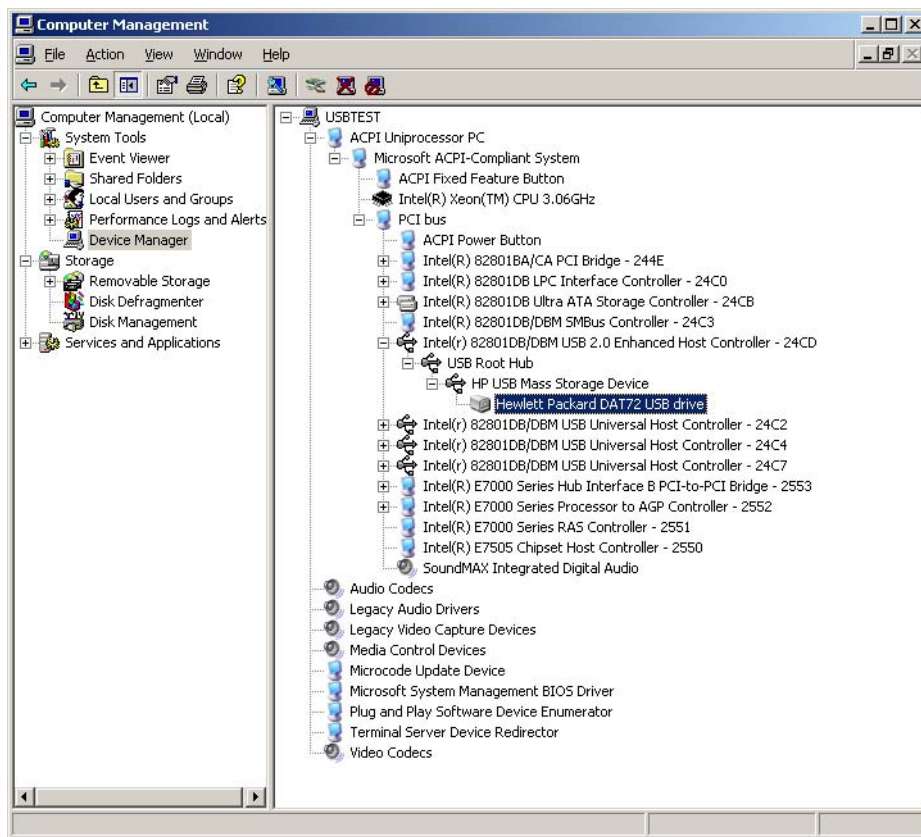 Computer Management
File Action View Window Help
Computer Management (Local)
System Tools
Event Viewer
Shared Folders
Local Users and Groups
Performance Logs and Alerts
Device Manager
Storage
Removable Storage
Disk Defragmenter
Disk Management
Services and Applications
USBTEST
ACPI Uniprocessor PC
Microsoft ACPI-Compliant System
ACPI Fixed Feature Button
Intel(R) Xeon(TM) CPU 3.06GHz
PCI bus
ACPI Power Button
Intel(R) 82801BA/CA PCI Bridge - 244E
Intel(R) 82801DB LPC Interface Controller - 24C0
Intel(R) 82801DB Ultra ATA Storage Controller - 24CB
Intel(R) 82801DB/DBM SMBus Controller - 24C3
Intel(r) 82801DB/DBM USB 2.0 Enhanced Host Controller - 24CD
USB Root Hub
HP USB Mass Storage Device
Hewlett Packard DAT72 USB drive
Intel(r) 82801DB/DBM USB Universal Host Controller - 24C2
Intel(r) 82801DB/DBM USB Universal Host Controller - 24C4
Intel(r) 82801DB/DBM USB Universal Host Controller - 24C7
Intel(R) E7000 Series Hub Interface B PCI-to-PCI Bridge - 2553
Intel(R) E7000 Series Processor to AGP Controller - 2552
Intel(R) E7000 Series RAS Controller - 2551
Intel(R) E7505 Chipset Host Controller - 2550
SoundMAX Integrated Digital Audio
Audio Codecs
Legacy Audio Drivers
Legacy Video Capture Devices
Media Control Devices
Microcode Update Device
Microsoft System Management BIOS Driver
Plug and Play Software Device Enumerator
Terminal Server Device Redirector
Video Codecs